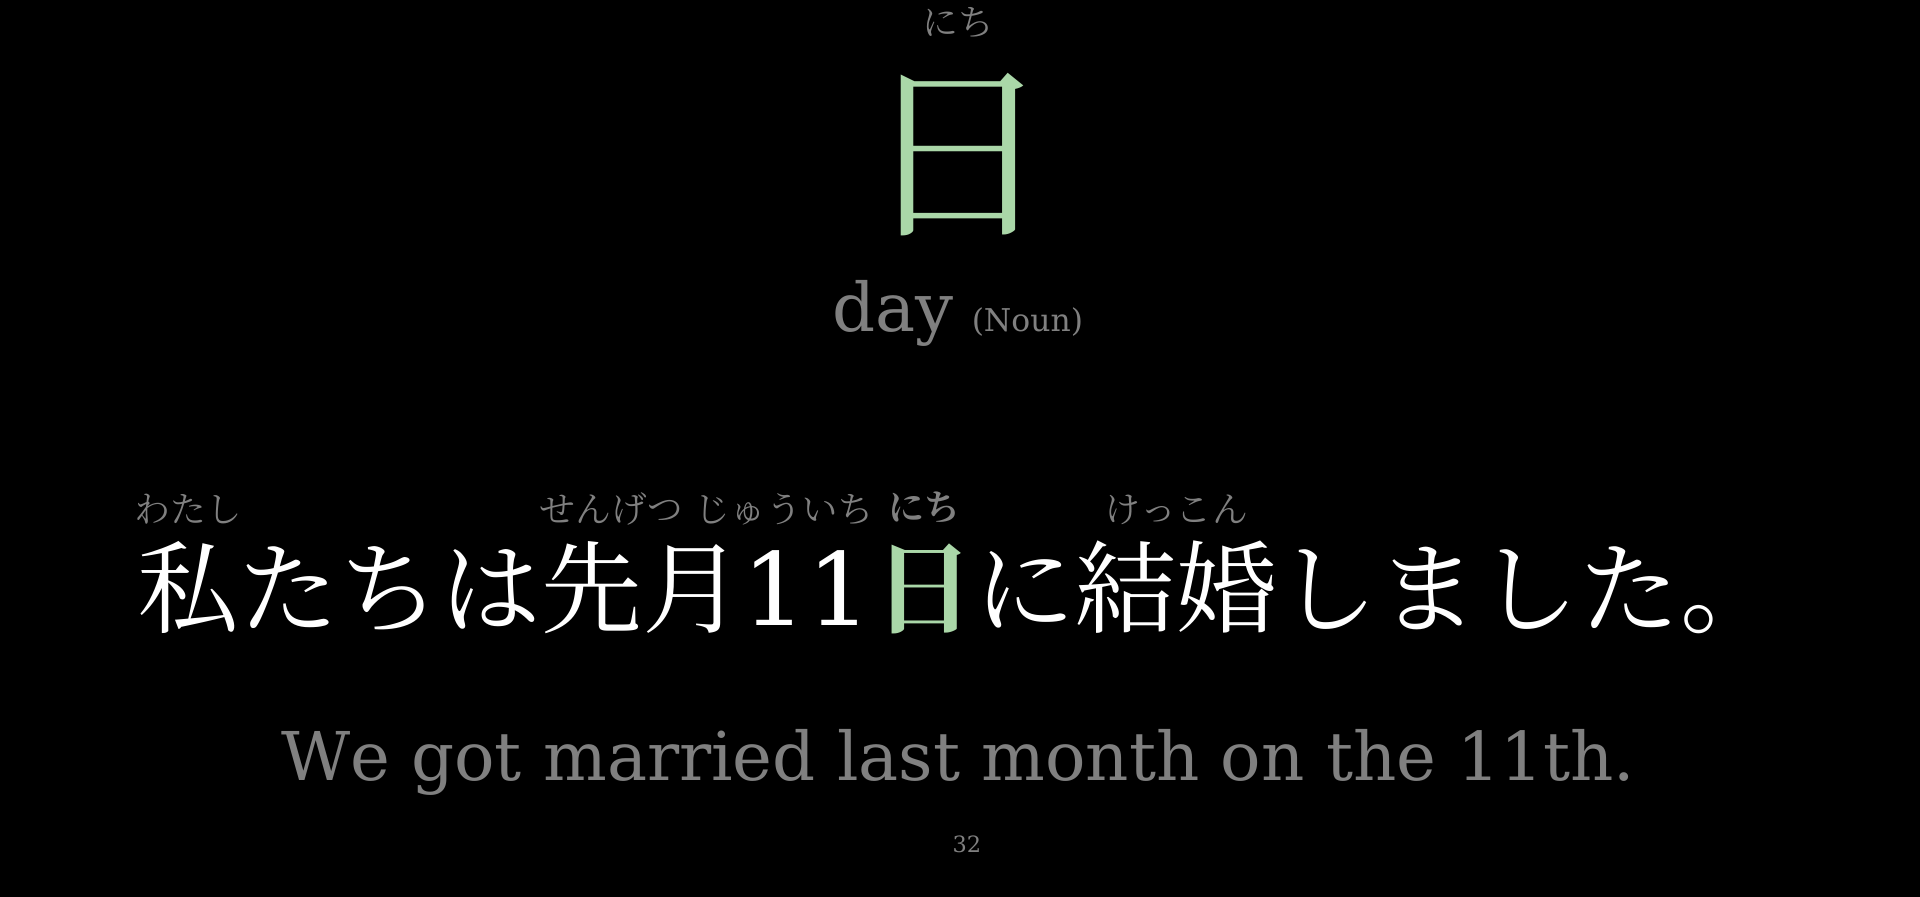 にち
日
day (Noun)
わたし せんげつ じゅういち にち けっこん
私たちは先月11日に結婚しました。
We got married last month on the 11th.
32